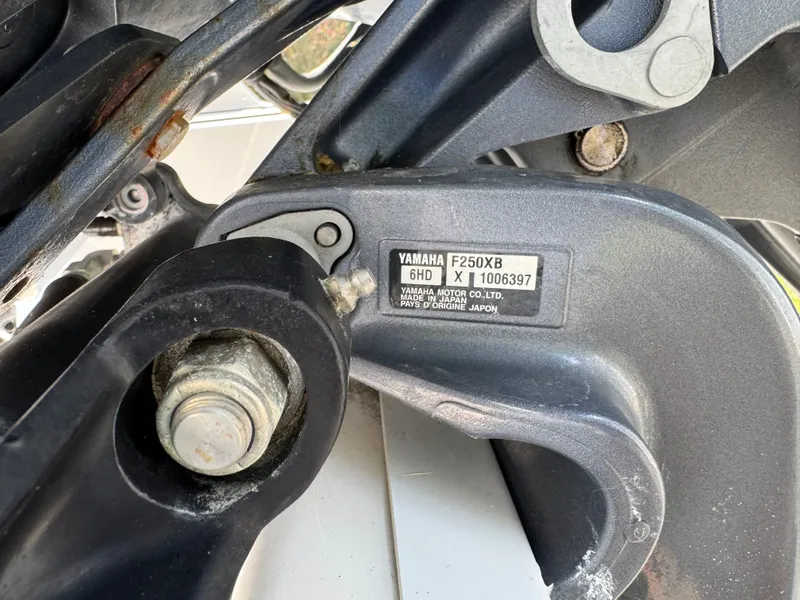 YAMAHA F250XB
6HD X 1006397
YAMAHA MOTOR CO., LTD.
MADE IN JAPAN
PAYS D'ORIGINE JAPON